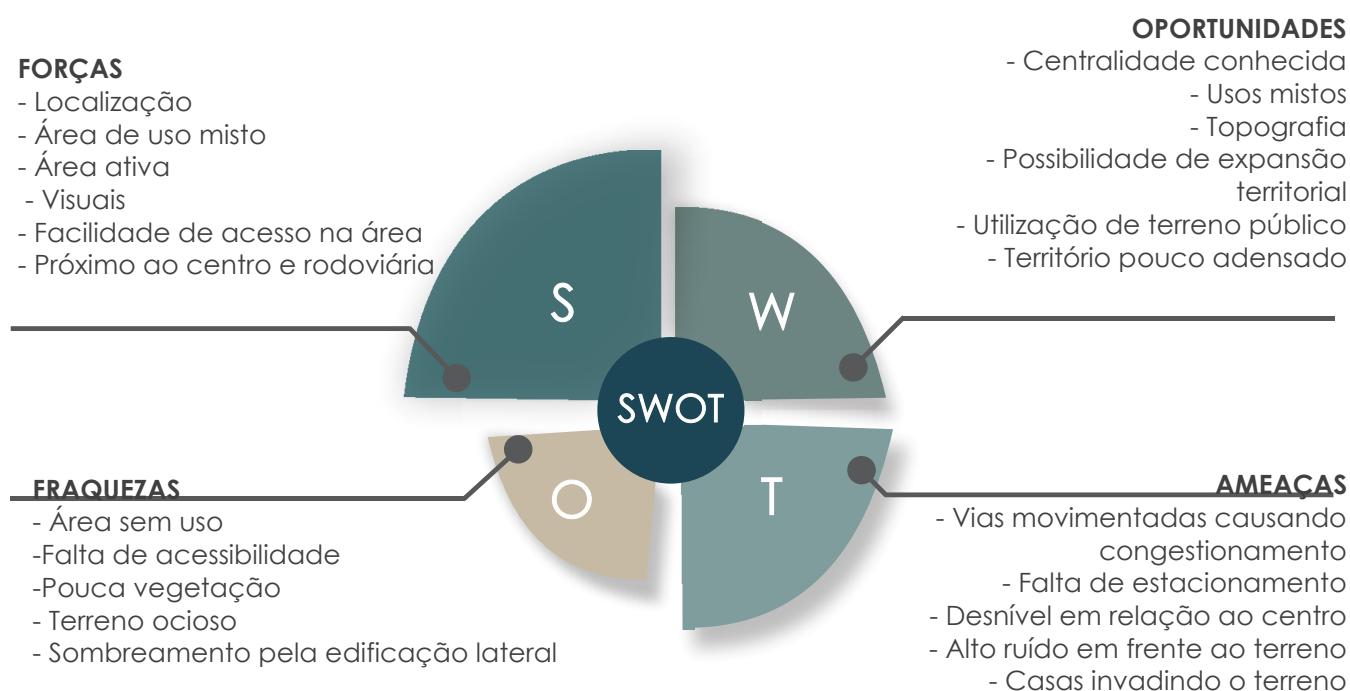 FORÇAS
- Localização
- Área de uso misto
- Área ativa
- Visuais
- Facilidade de acesso na área
- Próximo ao centro e rodoviária
OPORTUNIDADES
- Centralidade conhecida
- Usos mistos
- Topografia
- Possibilidade de expansão
territorial
- Utilização de terreno público
- Território pouco adensado
S
W
SWOT
O
T
FRAQUEZAS
- Área sem uso
-Falta de acessibilidade
-Pouca vegetação
- Terreno ocioso
- Sombreamento pela edificação lateral
AMEAÇAS
- Vias movimentadas causando
congestionamento
- Falta de estacionamento
- Desnível em relação ao centro
- Alto ruído em frente ao terreno
- Casas invadindo o terreno